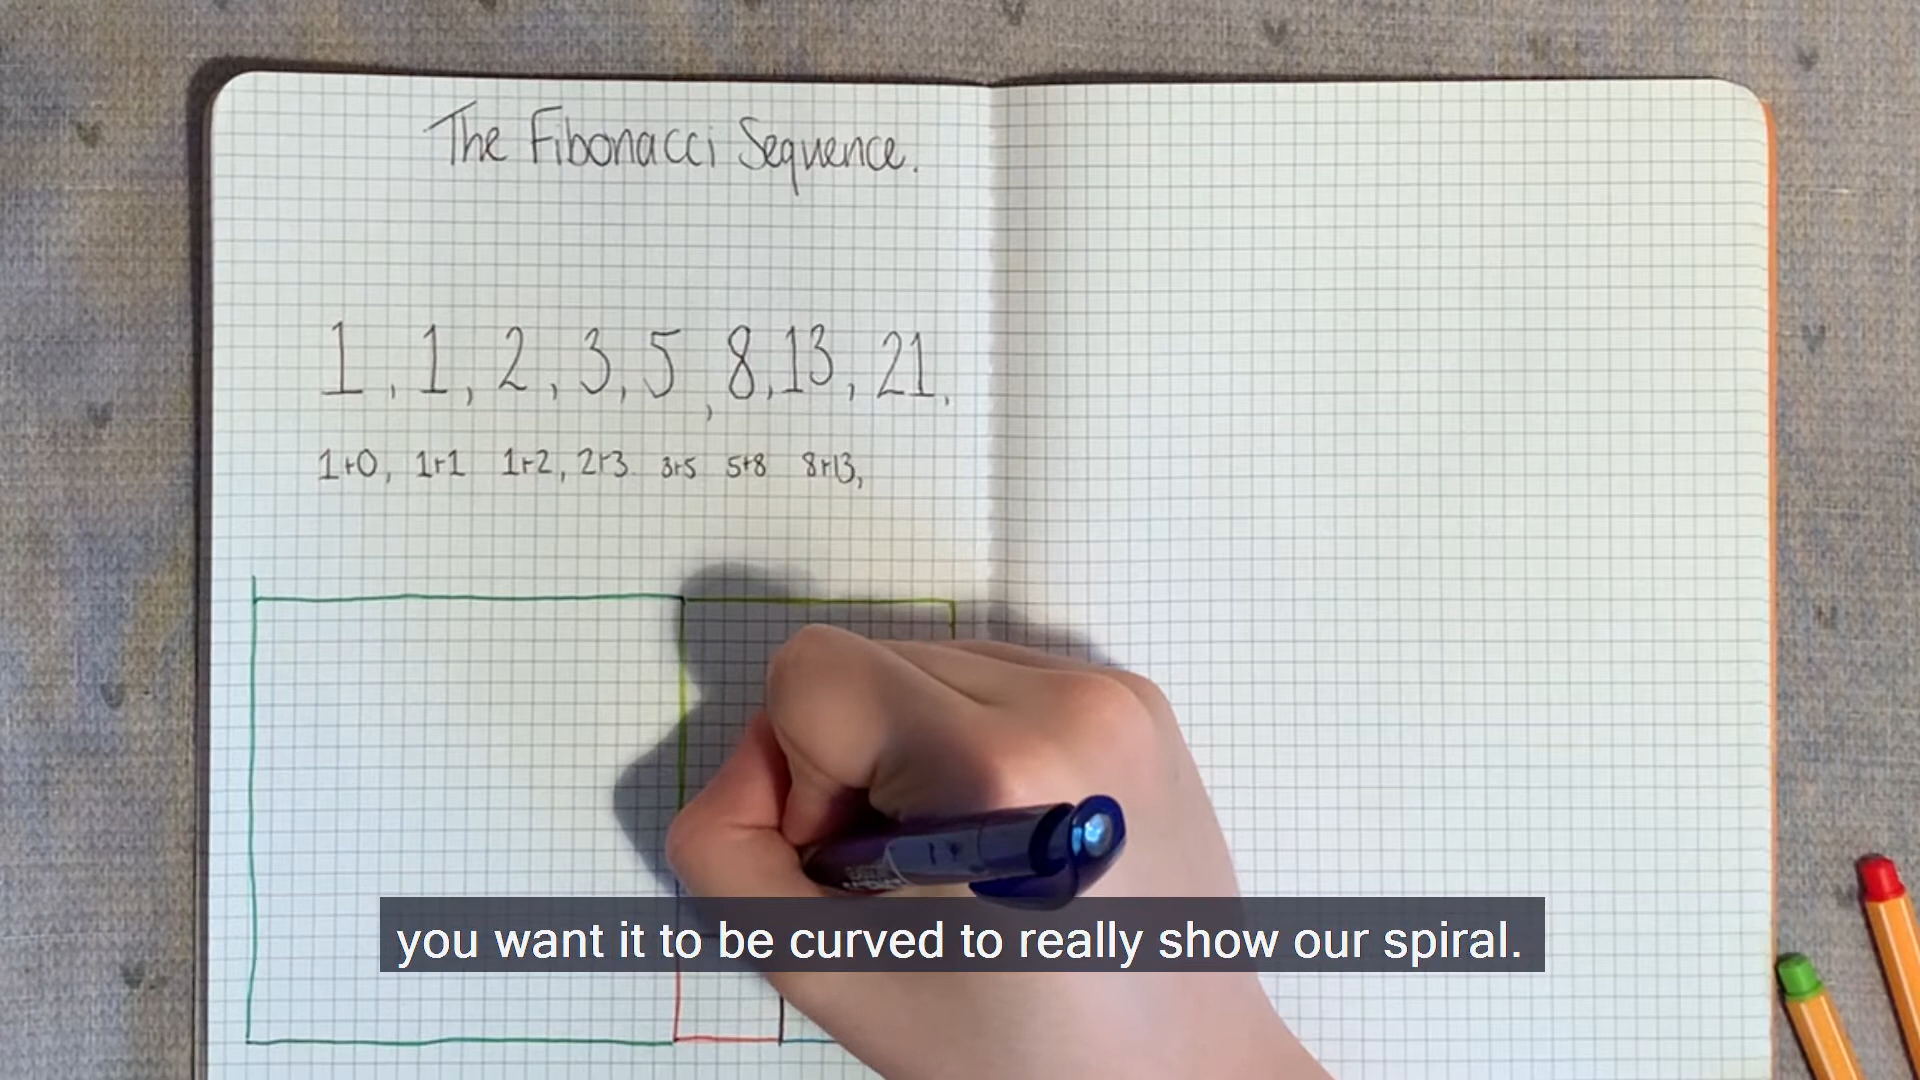 The Fibonacci Sequence.
1, 1, 2, 3, 5, 8, 13, 21,
1+0, 1+1 1+2, 2+3. 3+5 5+8 8+13,
you want it to be curved to really show our spiral.